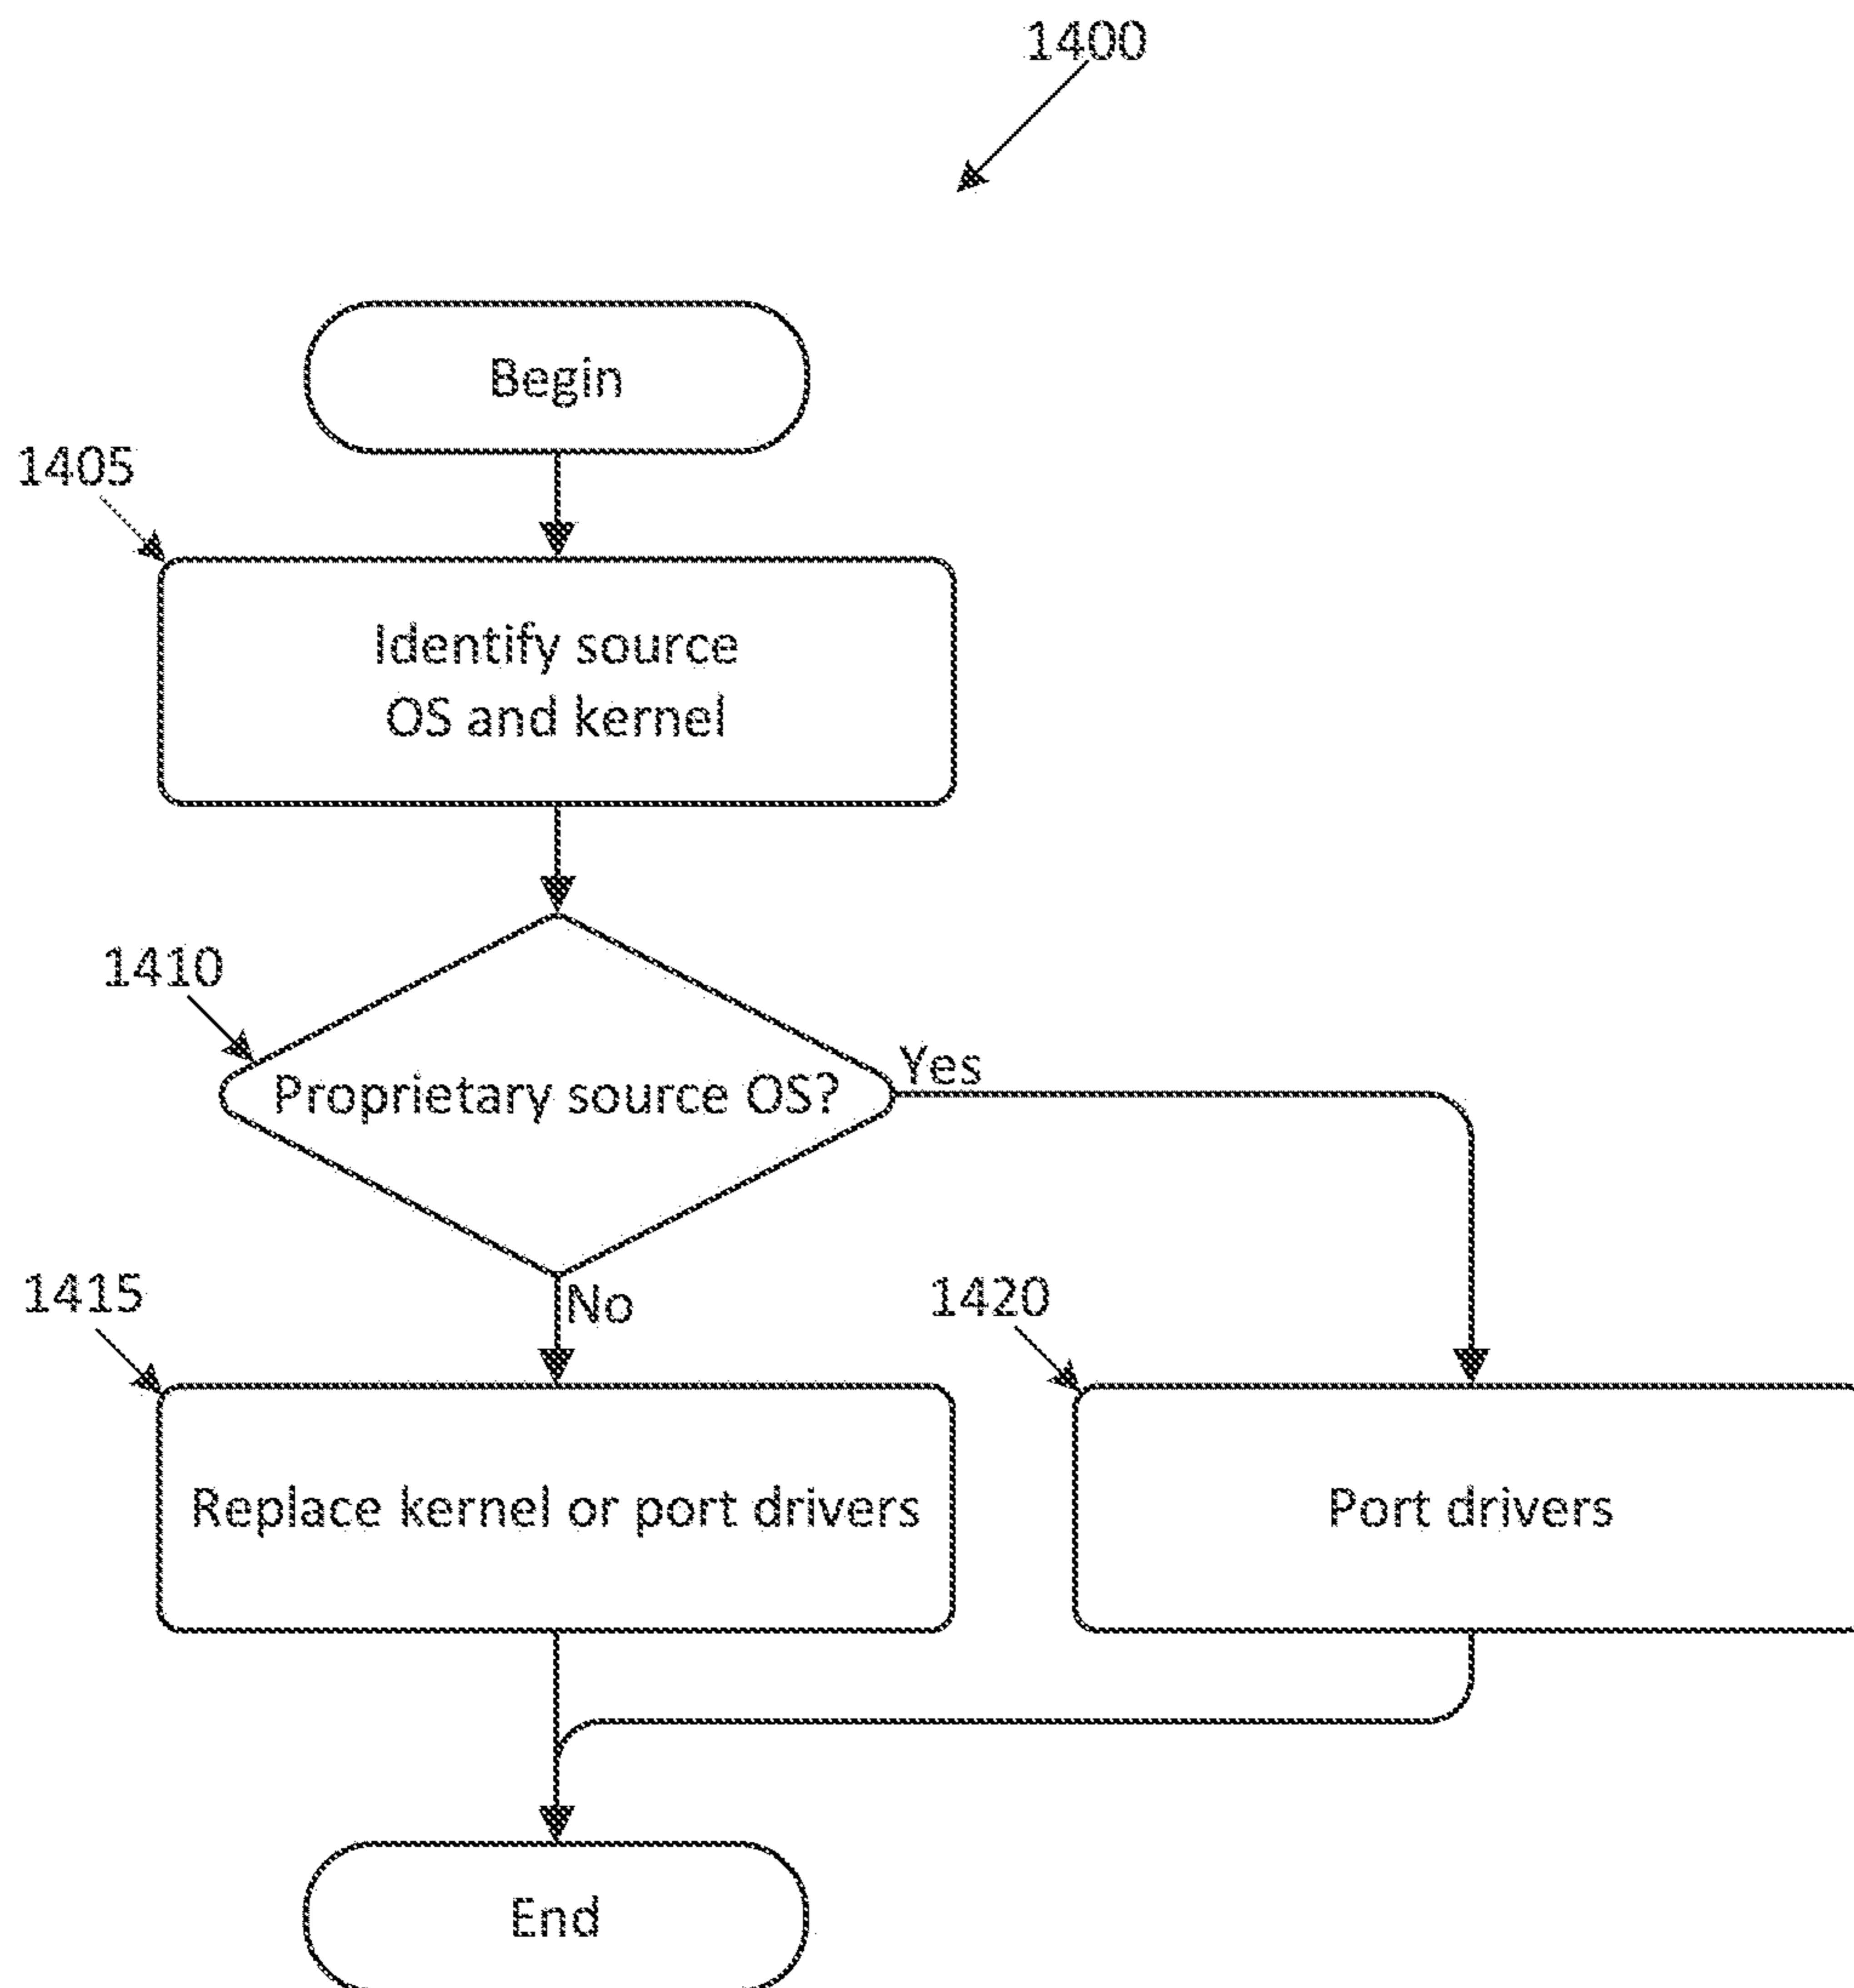 1400
Begin
1405
Identify source
OS and kernel
1410
Proprietary source OS?
Yes
No
1415
1420
Replace kernel or port drivers
Port drivers
End